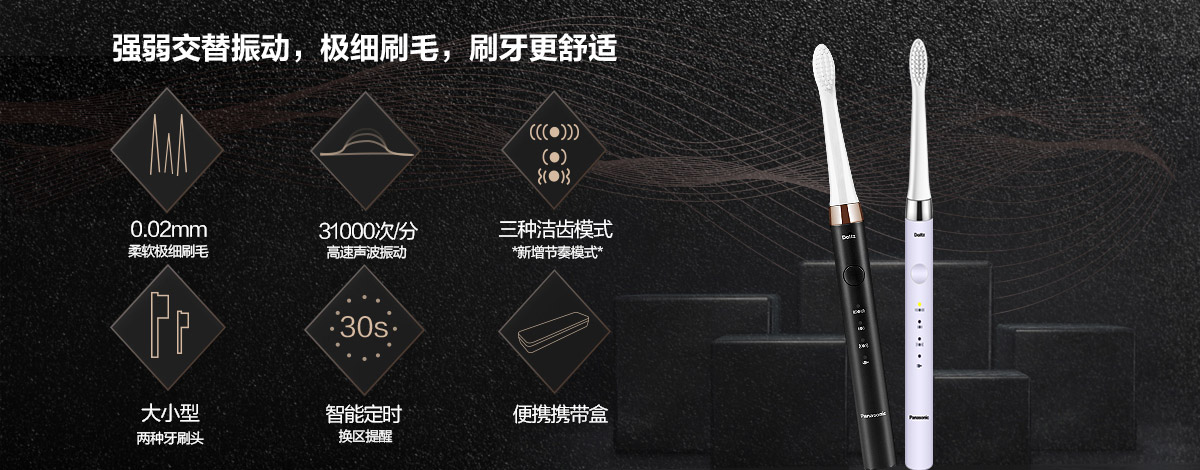 强弱交替振动，极细刷毛，刷牙更舒适
0.02mm
柔软极细刷毛
31000次/分
高速声波振动
三种洁齿模式
*新增节奏模式*
大小型
两种牙刷头
30s
智能定时
换区提醒
便携携带盒
Doltz
Panasonic
Doltz
Panasonic